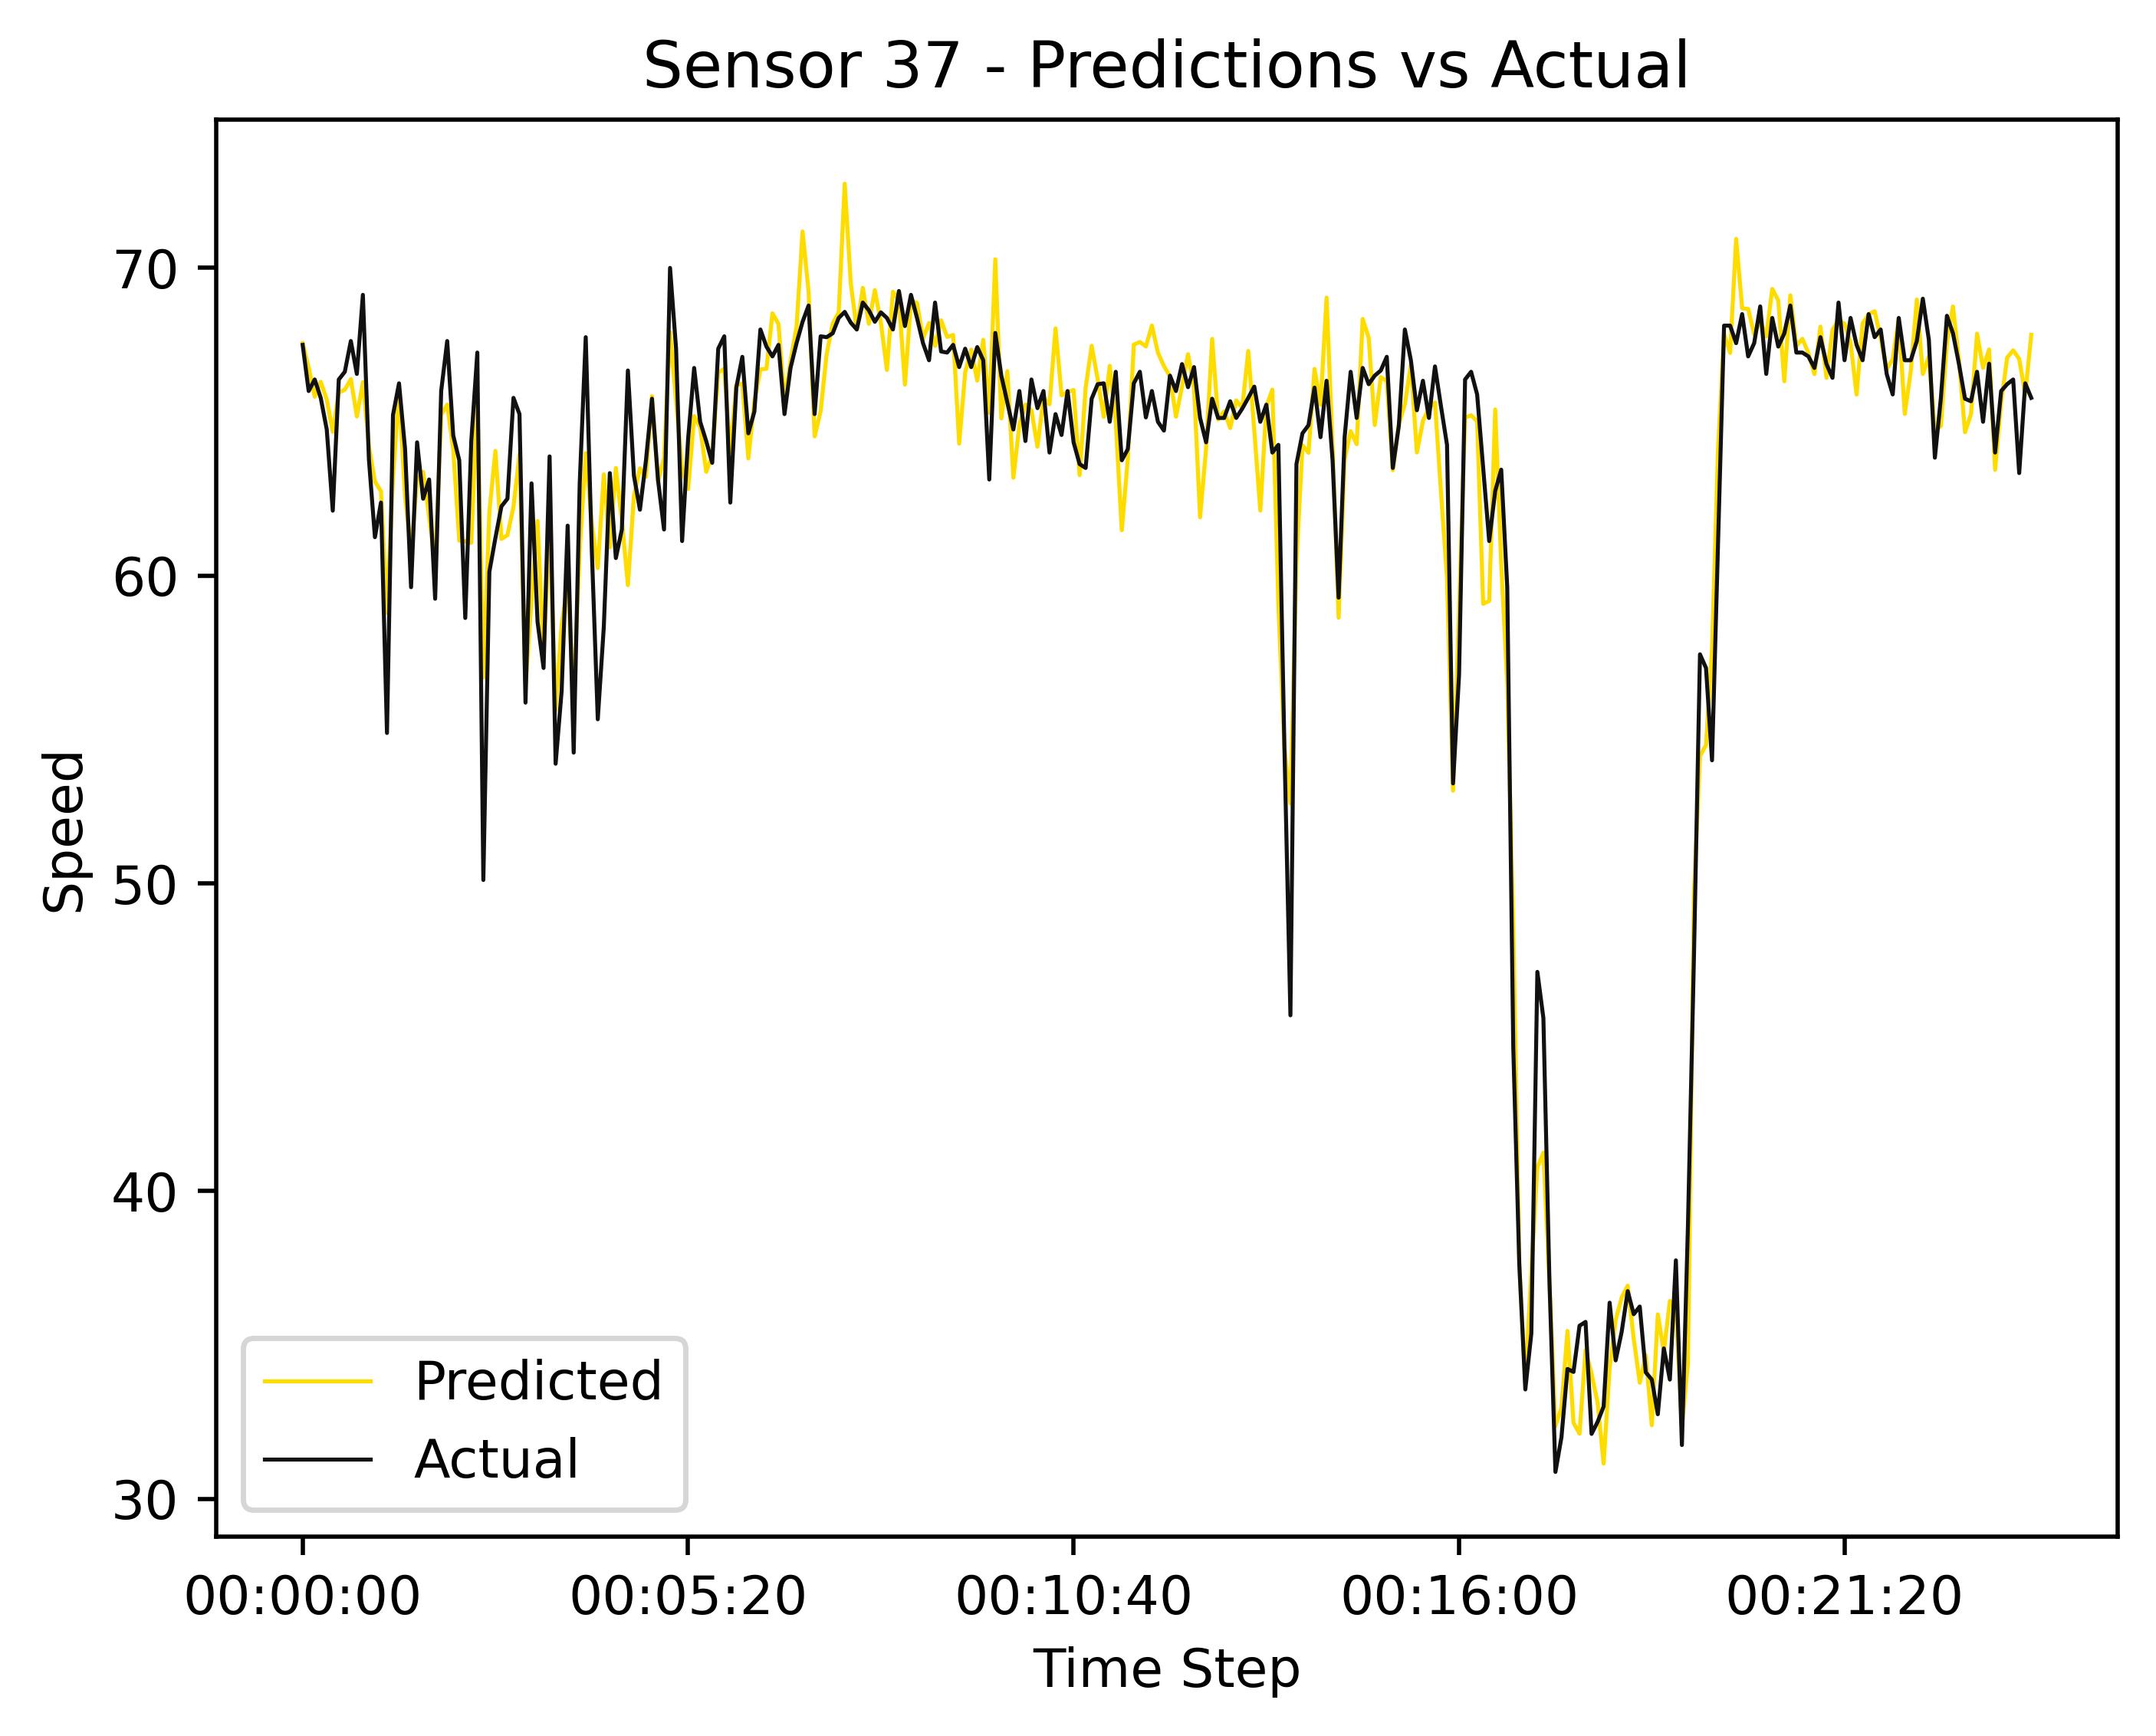 Sensor 37 - Predictions vs Actual
70
60
50
40
30
Speed
Predicted
Actual
00:00:00 00:05:20 00:10:40 00:16:00 00:21:20
Time Step